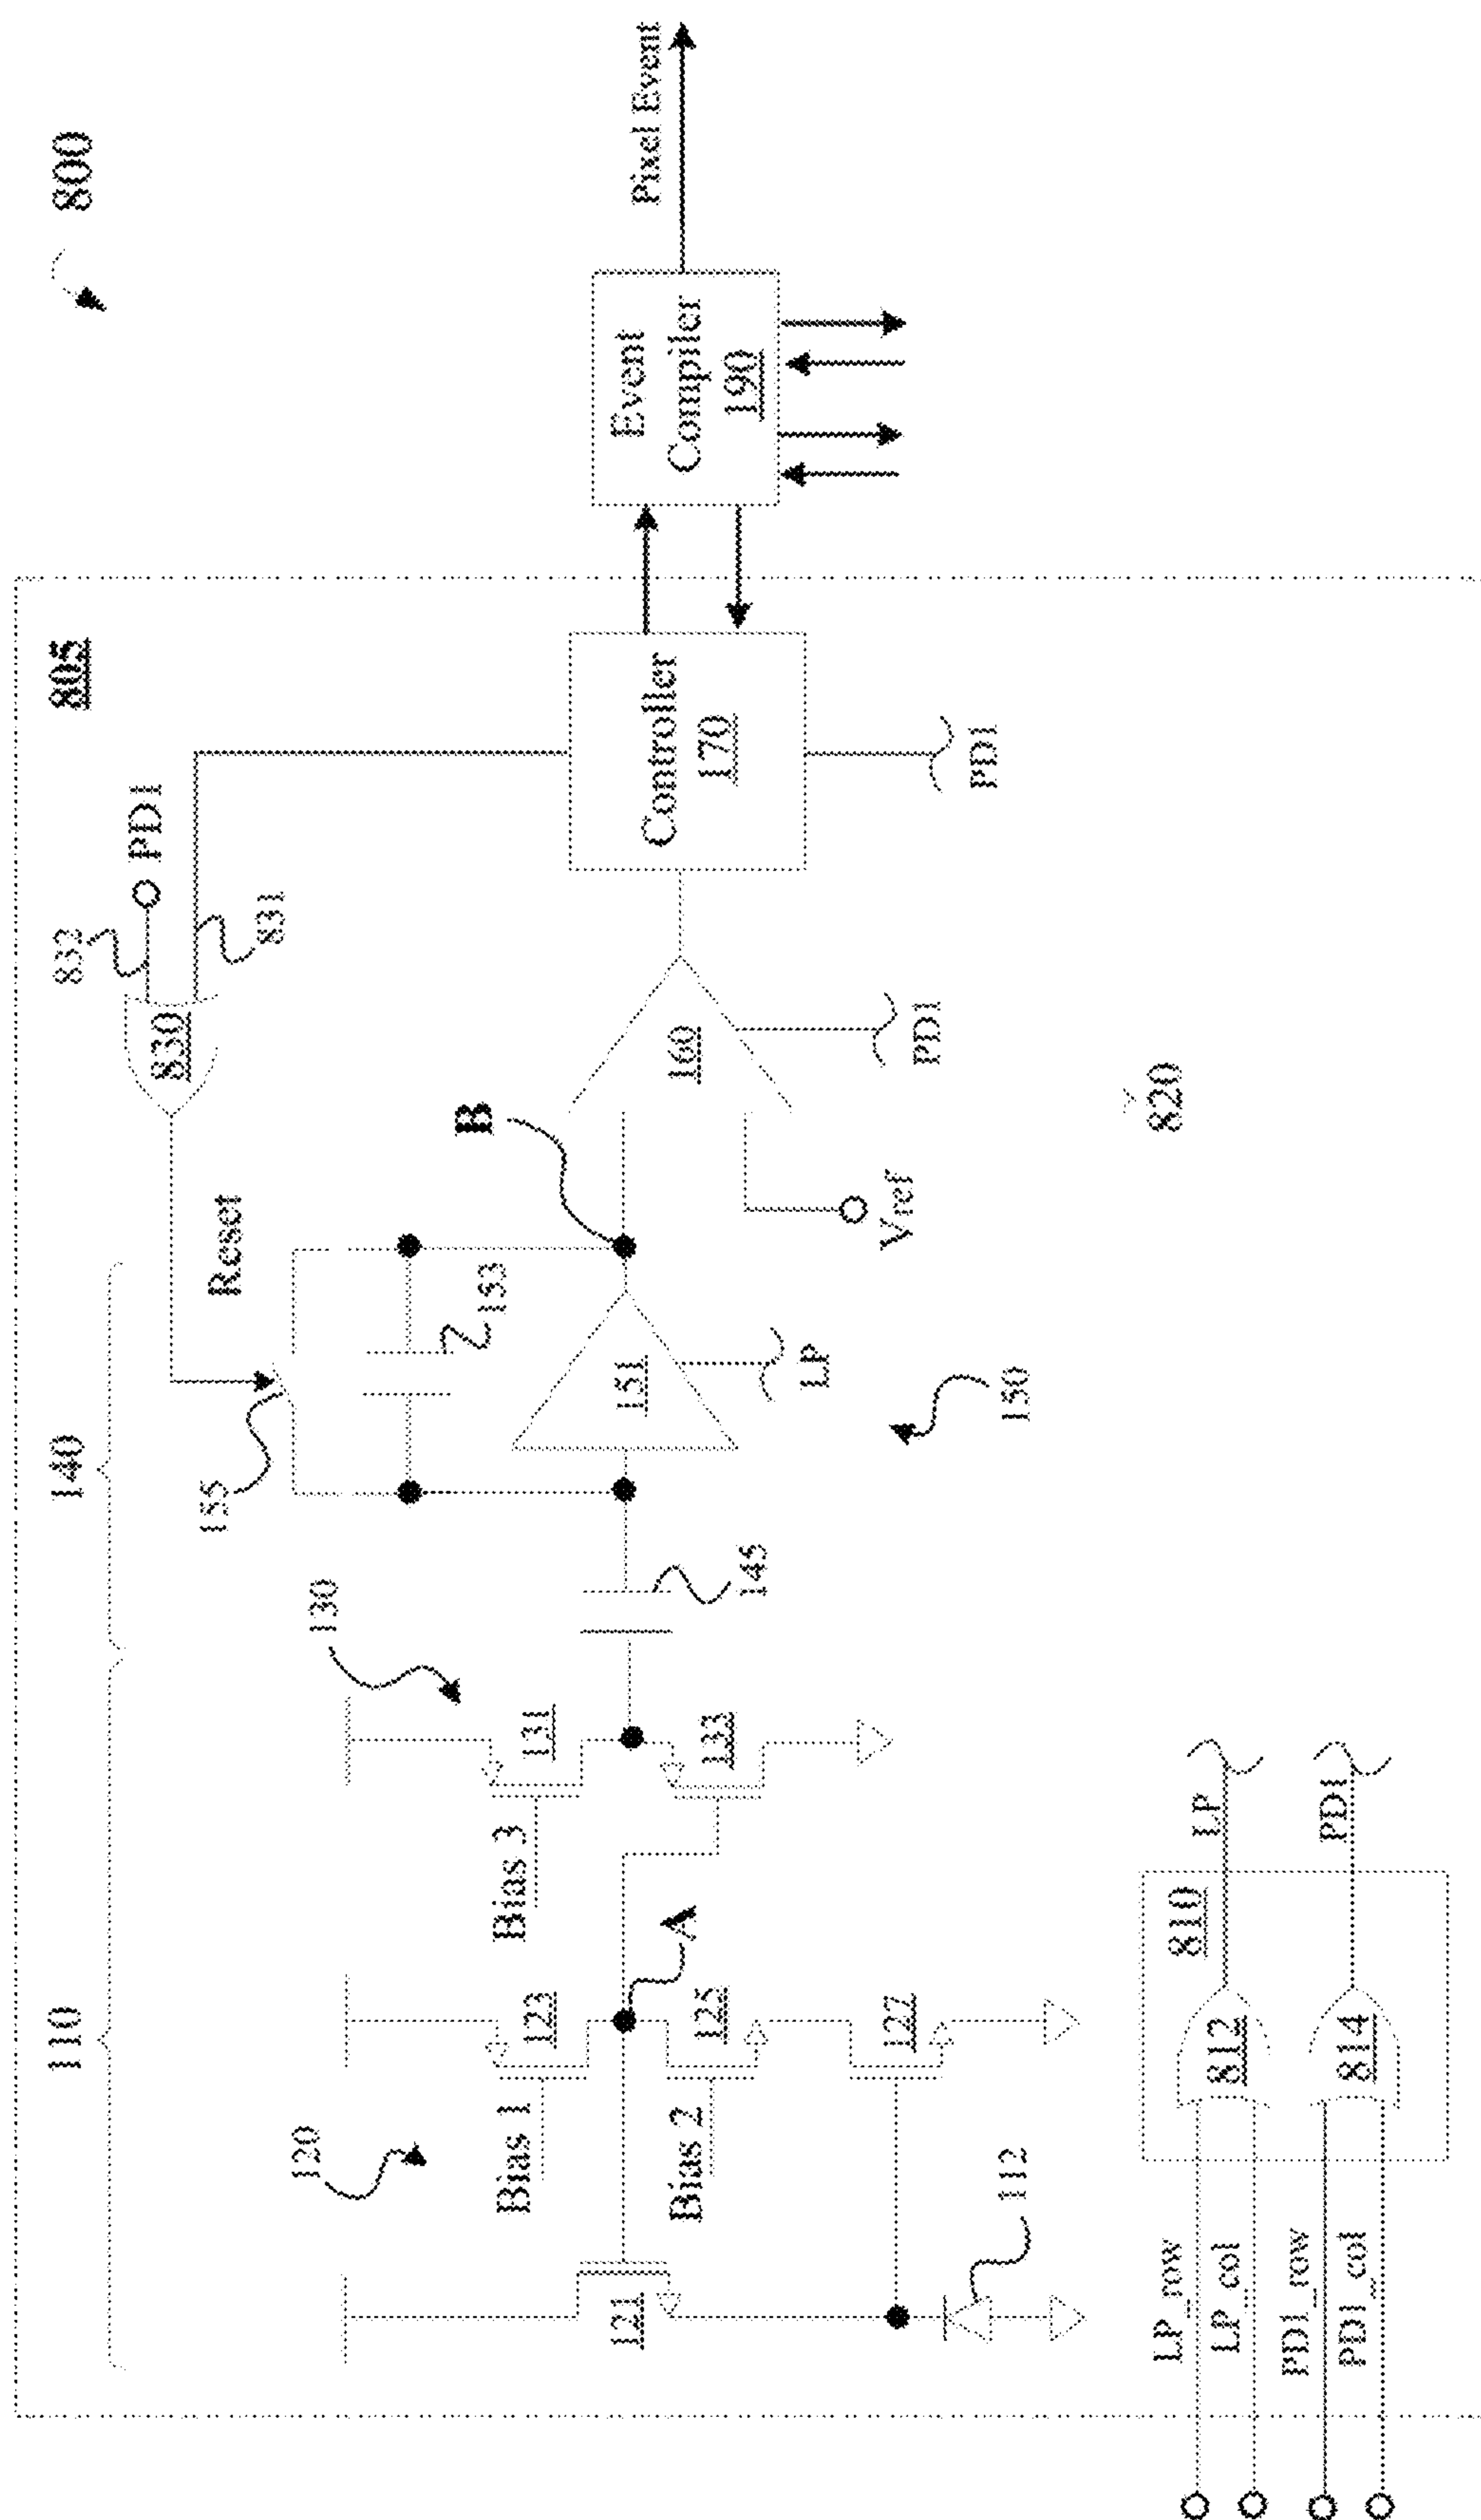 800
805
110
140
832
PD1
830
831
Reset
155
153
120
130
Bias 1
123
Bias 3
131
B
A
121
Bias 2
125
133
145
151
160
Controller
170
Event
Compiler
190
Pixel Event
127
112
LP
150
Vref
PD1
PD1
820
LP_row
LP_col
PD1_row
PD1_col
810
812
814
LP
PD1